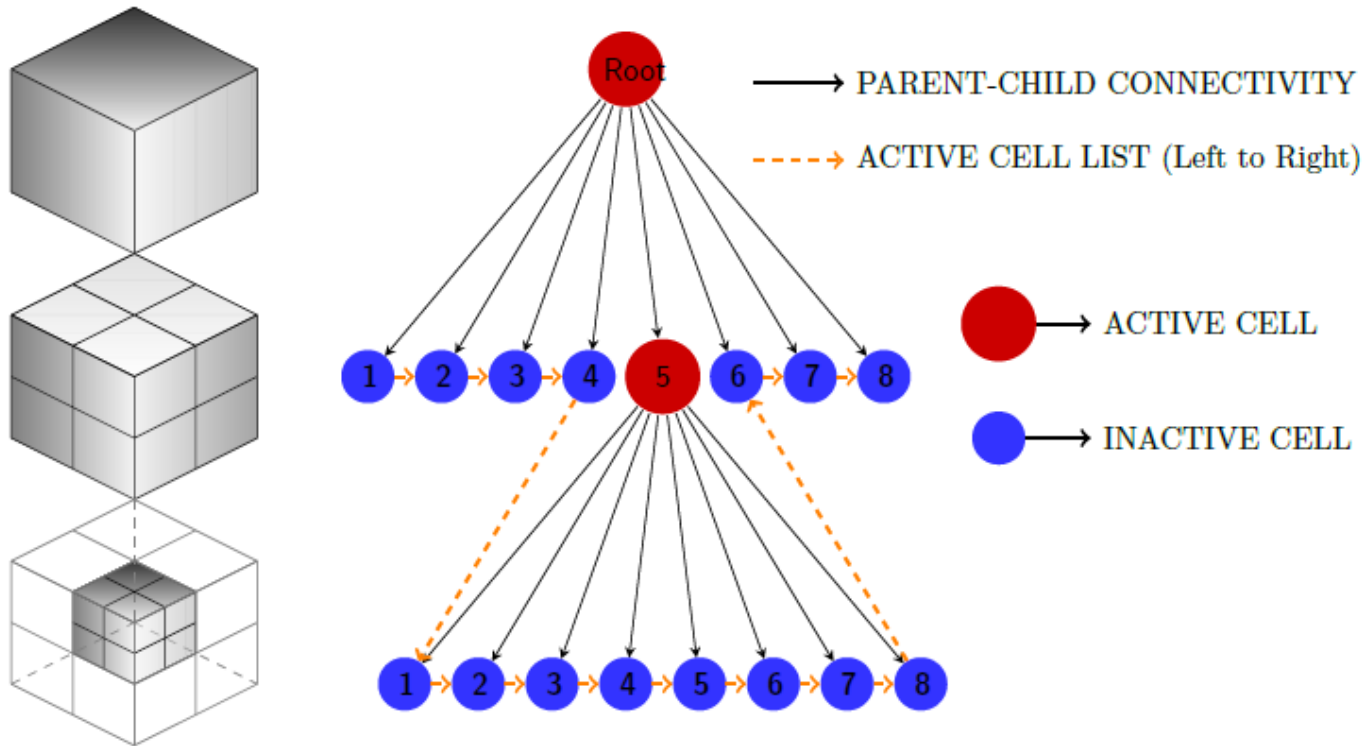 Root
PARENT-CHILD CONNECTIVITY
ACTIVE CELL LIST (Left to Right)
ACTIVE CELL
1 2 3 4 5 6 7 8
INACTIVE CELL
1 2 3 4 5 6 7 8